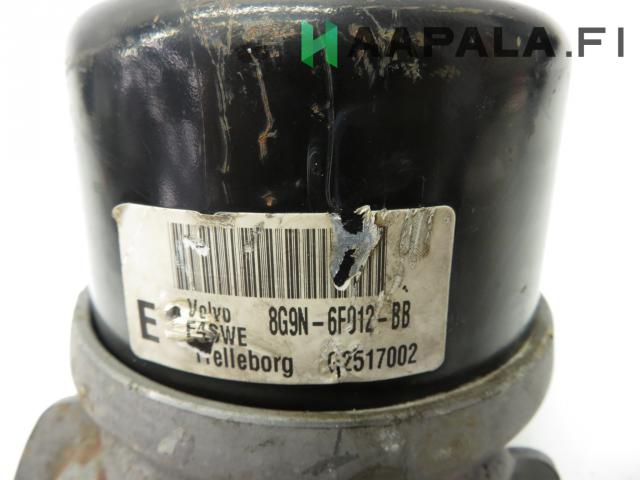 HAAPALA.FI
E Volvo 8G9N-6F012-BB
F4SWE
Trelleborg 02517002